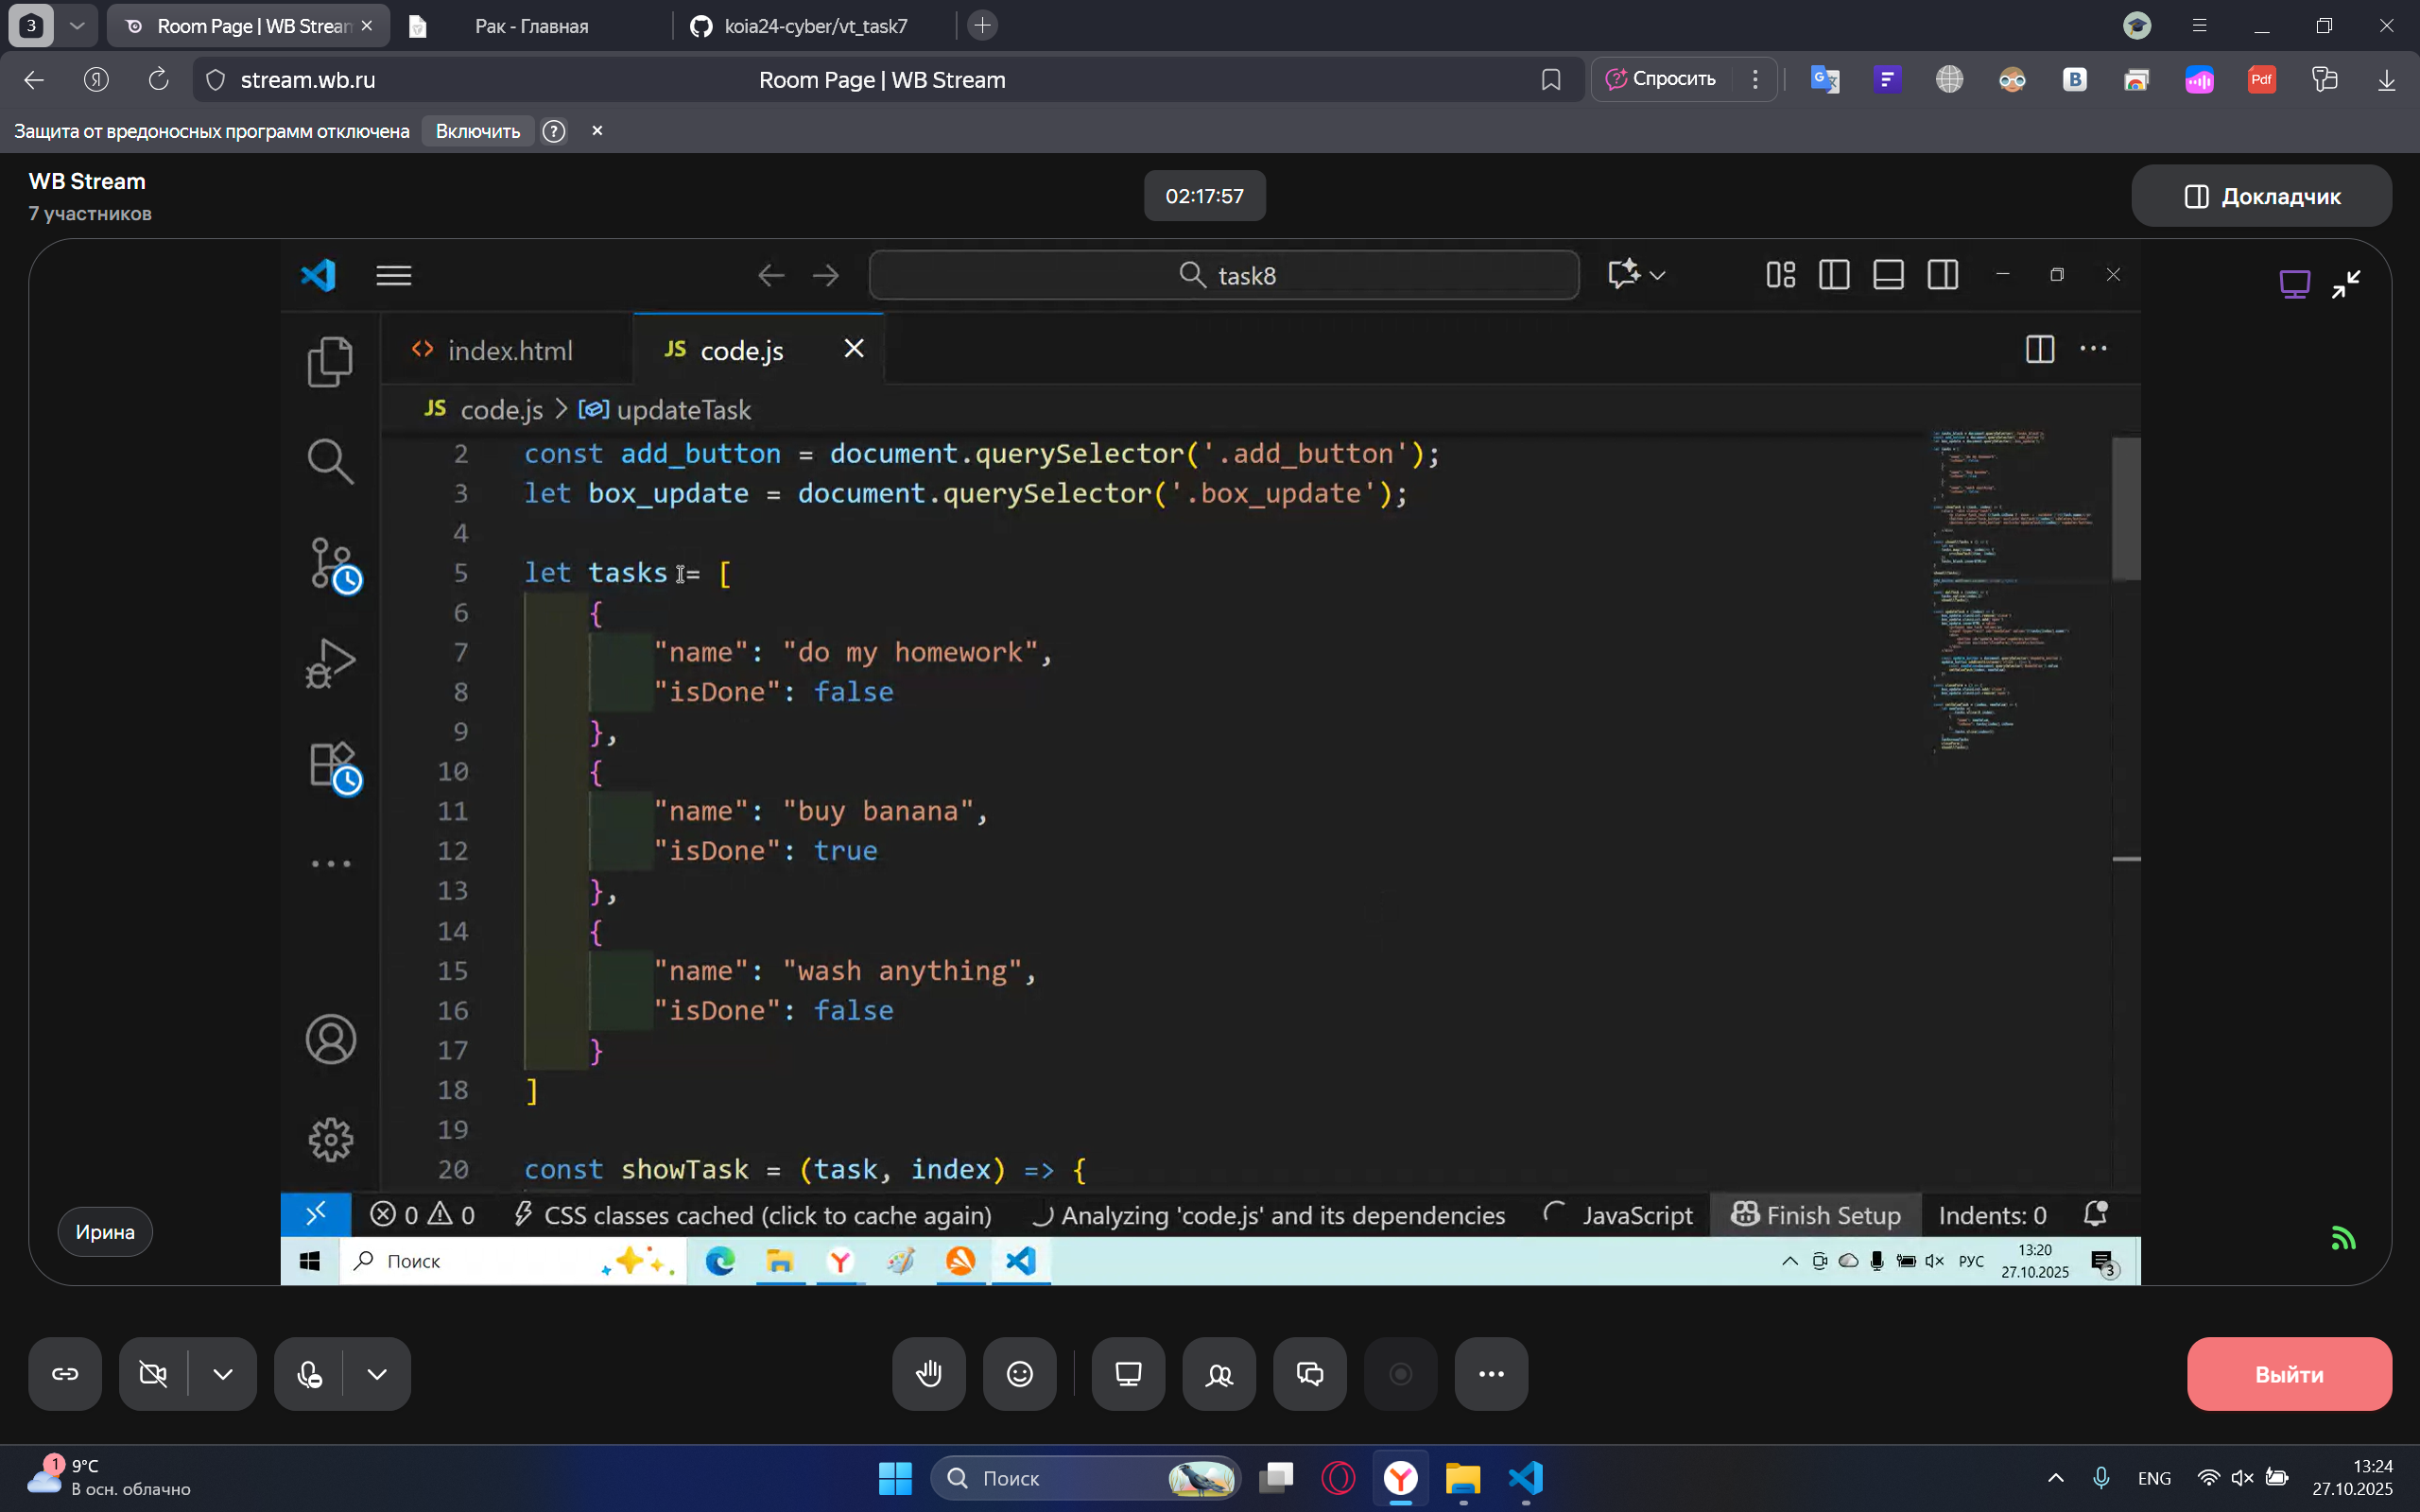 3
Room Page | WB Stream
Рак - Главная
koia24-cyber/vt_task7
stream.wb.ru
Room Page | WB Stream
Спросить
Pdf
Защита от вредоносных программ отключена
Включить
WB Stream
7 участников
02:17:57
Докладчик
task8
index.html
JS code.js
JS code.js > updateTask
2 const add_button = document.querySelector('.add_button');
3 let box_update = document.querySelector('.box_update');
4
5 let tasks = [
6 {
7 "name": "do my homework",
8 "isDone": false
9 },
10 {
11 "name": "buy banana",
12 "isDone": true
13 },
14 {
15 "name": "wash anything",
16 "isDone": false
17 }
18 ]
19
20 const showTask = (task, index) => {
0 0 CSS classes cached (click to cache again) Analyzing 'code.js' and its dependencies JavaScript Finish Setup Indents: 0
Ирина
Поиск
РУС
13:20
27.10.2025
3
Выйти
1
9°C
В осн. облачно
Поиск
ENG
13:24
27.10.2025